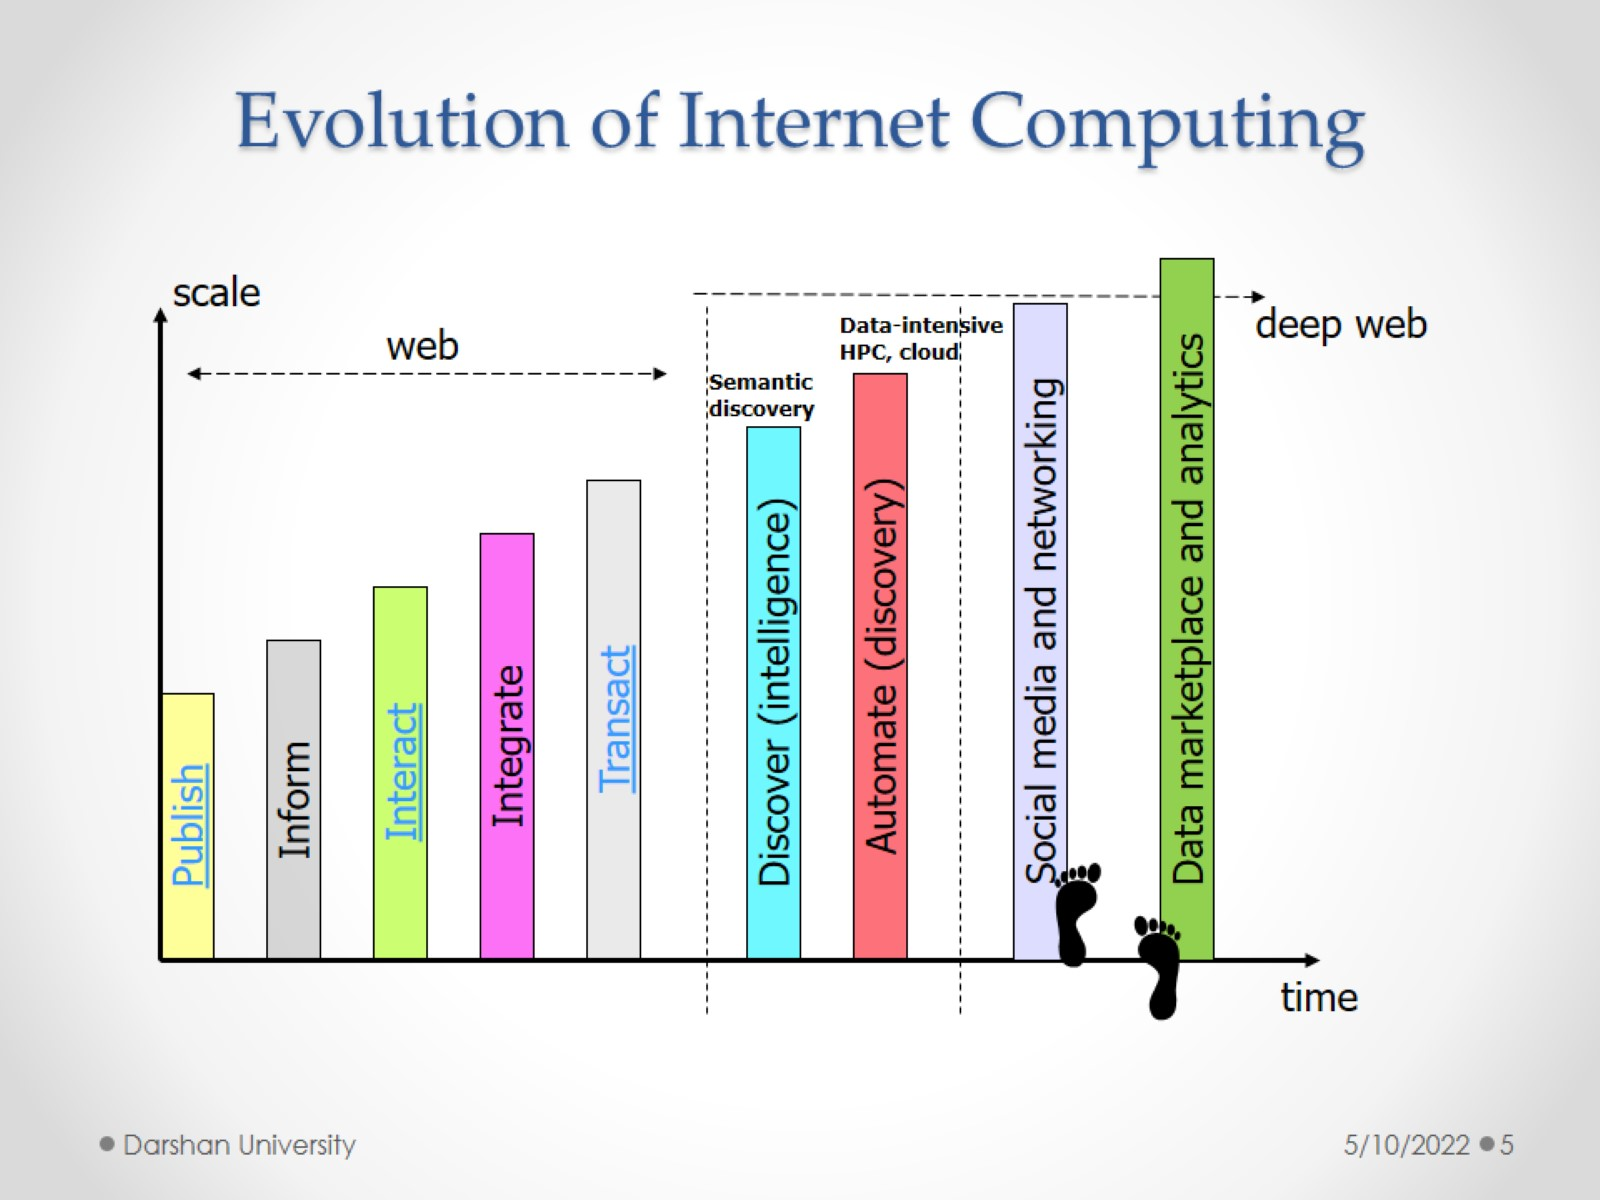 Evolution of Internet Computing
scale
web
deep web
Semantic
discovery
Data-intensive
HPC, cloud
Publish
Inform
Interact
Integrate
Transact
Discover (intelligence)
Automate (discovery)
Social media and networking
Data marketplace and analytics
time
Darshan University
5/10/2022
5